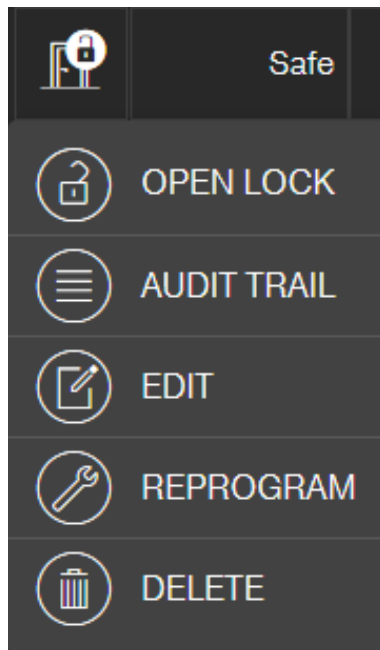 Safe
OPEN LOCK
AUDIT TRAIL
EDIT
REPROGRAM
DELETE